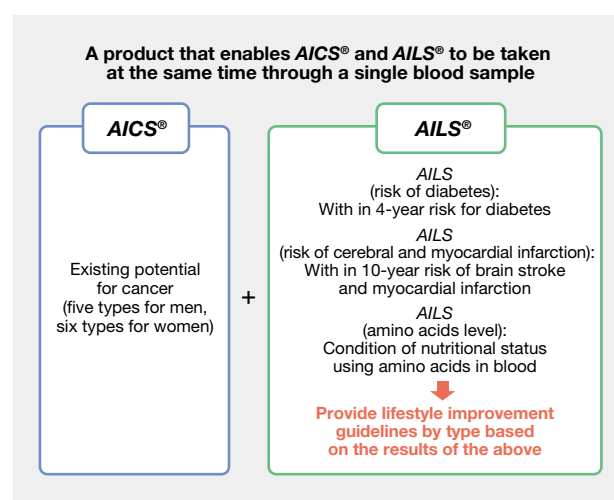 A product that enables AICS® and AILS® to be taken
at the same time through a single blood sample
AICS®
Existing potential
for cancer
(five types for men,
six types for women)
+
AILS®
AILS
(risk of diabetes):
With in 4-year risk for diabetes
AILS
(risk of cerebral and myocardial infarction):
With in 10-year risk of brain stroke
and myocardial infarction
AILS
(amino acids level):
Condition of nutritional status
using amino acids in blood
Provide lifestyle improvement
guidelines by type based
on the results of the above